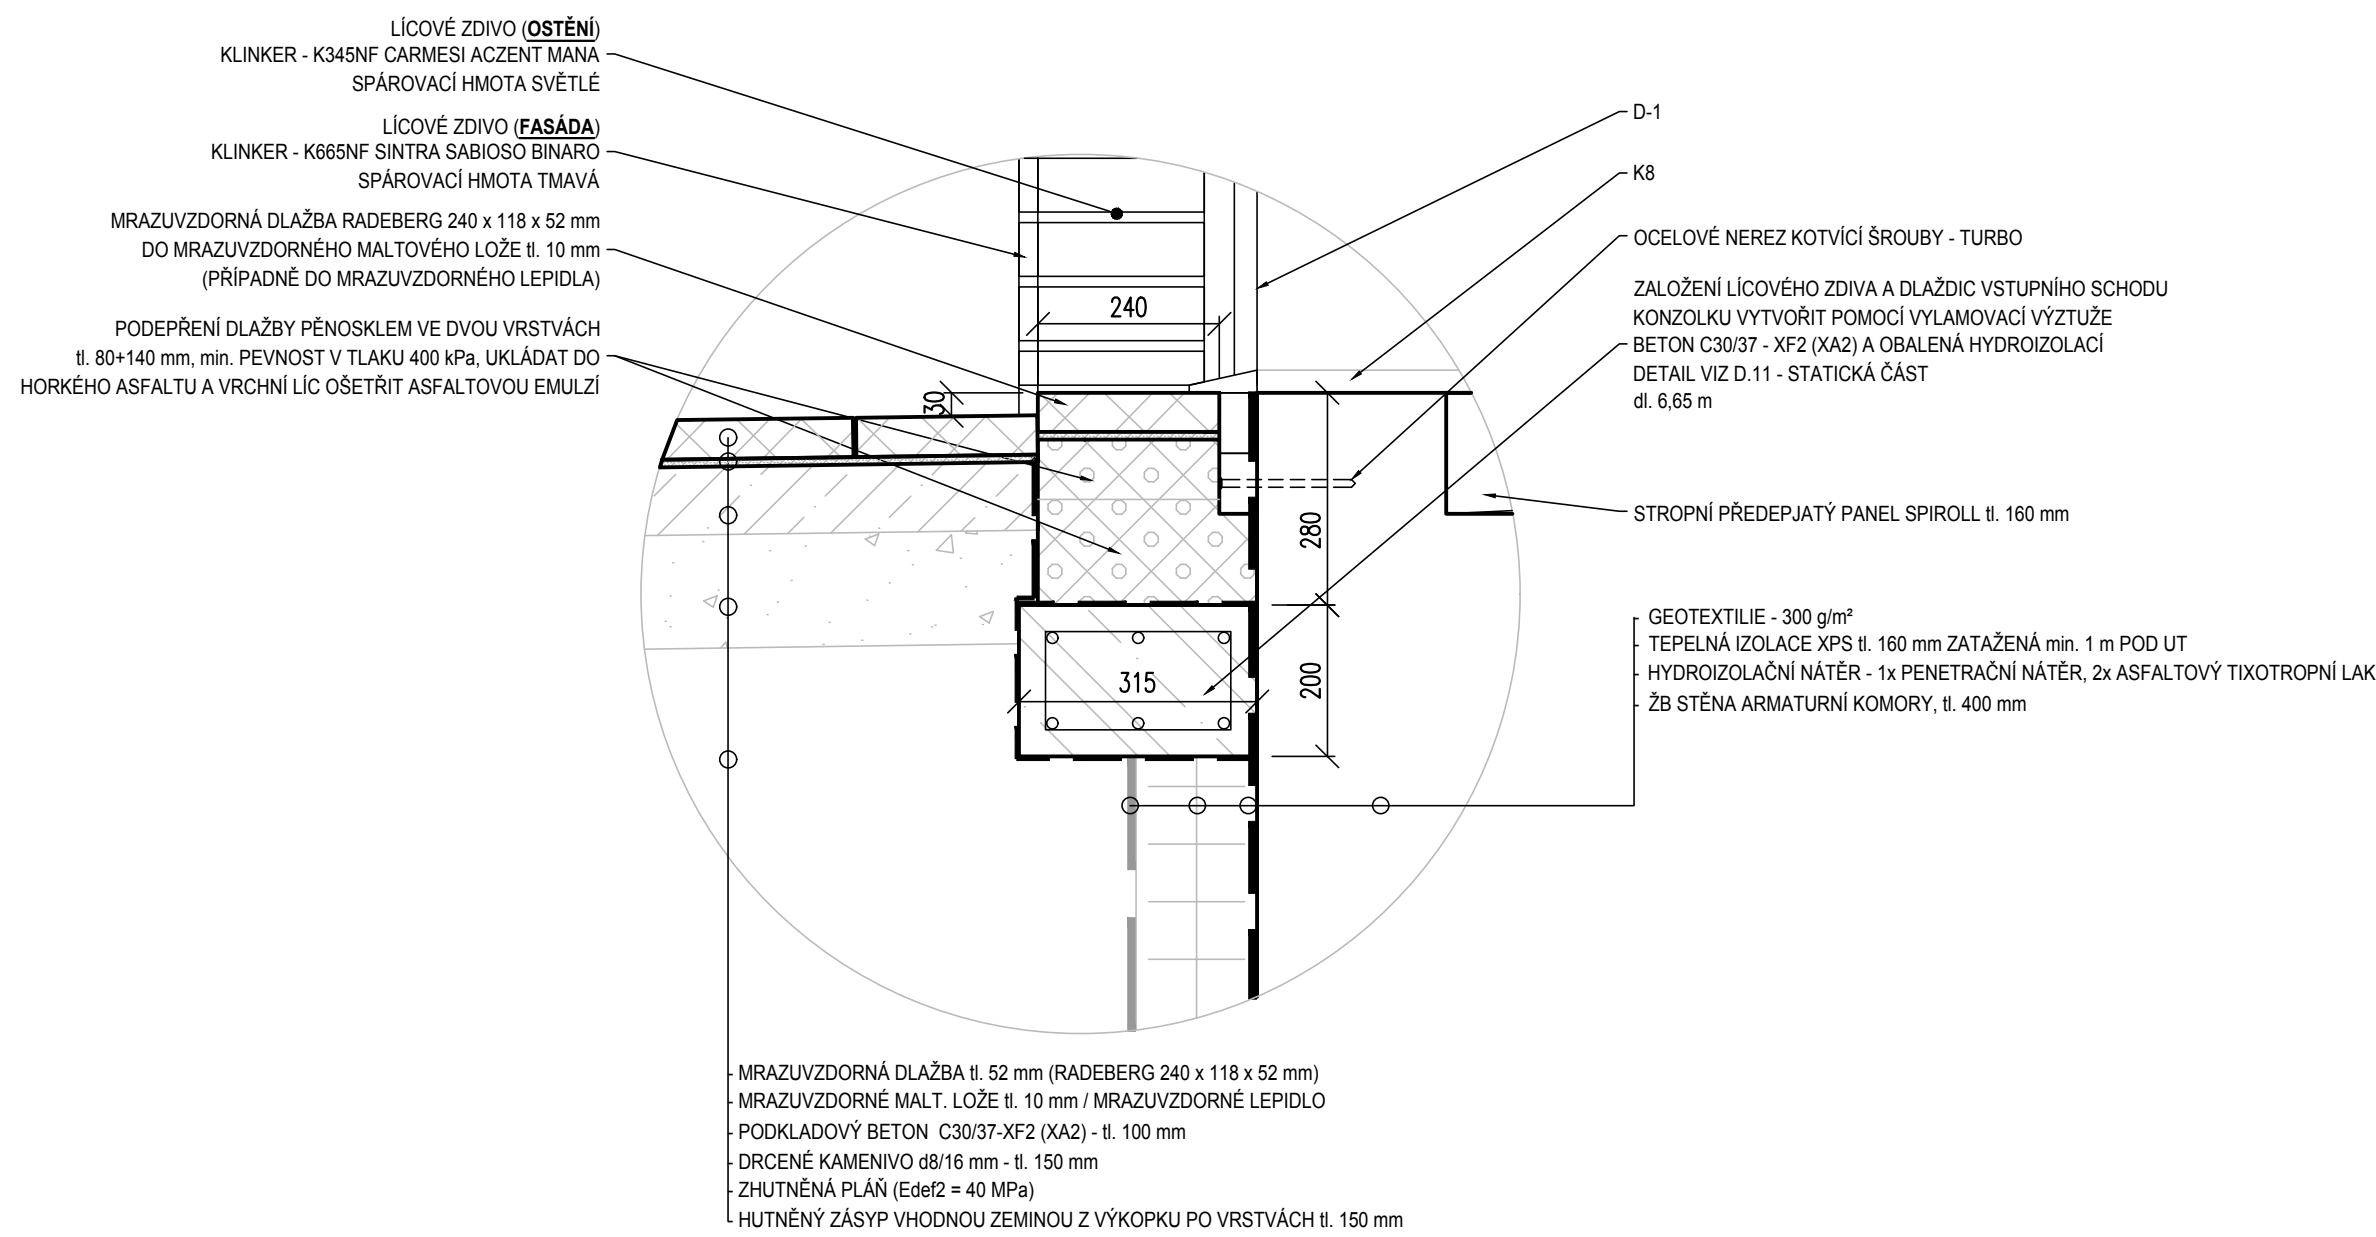 LÍCOVÉ ZDIVO (OSTĚNÍ)
KLINKER - K345NF CARMESI ACZENT MANA
SPÁROVACÍ HMOTA SVĚTLÉ
LÍCOVÉ ZDIVO (FASÁDA)
KLINKER - K665NF SINTRA SABIOSO BINARO
SPÁROVACÍ HMOTA TMAVÁ
MRAZUVZDORNÁ DLAŽBA RADEBERG 240 x 118 x 52 mm
DO MRAZUVZDORNÉHO MALTOVÉHO LOŽE tl. 10 mm
(PŘÍPADNĚ DO MRAZUVZDORNÉHO LEPIDLA)
PODEPŘENÍ DLAŽBY PĚNOSKLEM VE DVOU VRSTVÁCH
tl. 80+140 mm, min. PEVNOST V TLAKU 400 kPa, UKLÁDAT DO
HORKÉHO ASFALTU A VRCHNÍ LÍC OŠETŘIT ASFALTOVOU EMULZÍ
D-1
K8
OCELOVÉ NEREZ KOTVÍCÍ ŠROUBY - TURBO
ZALOŽENÍ LÍCOVÉHO ZDIVA A DLAŽDIC VSTUPNÍHO SCHODU
KONZOLKU VYTVOŘIT POMOCÍ VYLAMOVACÍ VÝZTUŽE
BETON C30/37 - XF2 (XA2) A OBALENÁ HYDROIZOLACÍ
DETAIL VIZ D.11 - STATICKÁ ČÁST
dl. 6,65 m
STROPNÍ PŘEDEPJATÝ PANEL SPIROLL tl. 160 mm
GEOTEXTILIE - 300 g/m²
TEPELNÁ IZOLACE XPS tl. 160 mm ZATAŽENÁ min. 1 m POD UT
HYDROIZOLAČNÍ NÁTĚR - 1x PENETRAČNÍ NÁTĚR, 2x ASFALTOVÝ TIXOTROPNÍ LAK
ŽB STĚNA ARMATURNÍ KOMORY, tl. 400 mm
240
30
280
200
315
MRAZUVZDORNÁ DLAŽBA tl. 52 mm (RADEBERG 240 x 118 x 52 mm)
MRAZUVZDORNÉ MALT. LOŽE tl. 10 mm / MRAZUVZDORNÉ LEPIDLO
PODKLADOVÝ BETON C30/37-XF2 (XA2) - tl. 100 mm
DRCENÉ KAMENIVO d8/16 mm - tl. 150 mm
ZHUTNĚNÁ PLÁŇ (Edef2 = 40 MPa)
HUTNĚNÝ ZÁSYP VHODNOU ZEMINOU Z VÝKOPKU PO VRSTVÁCH tl. 150 mm